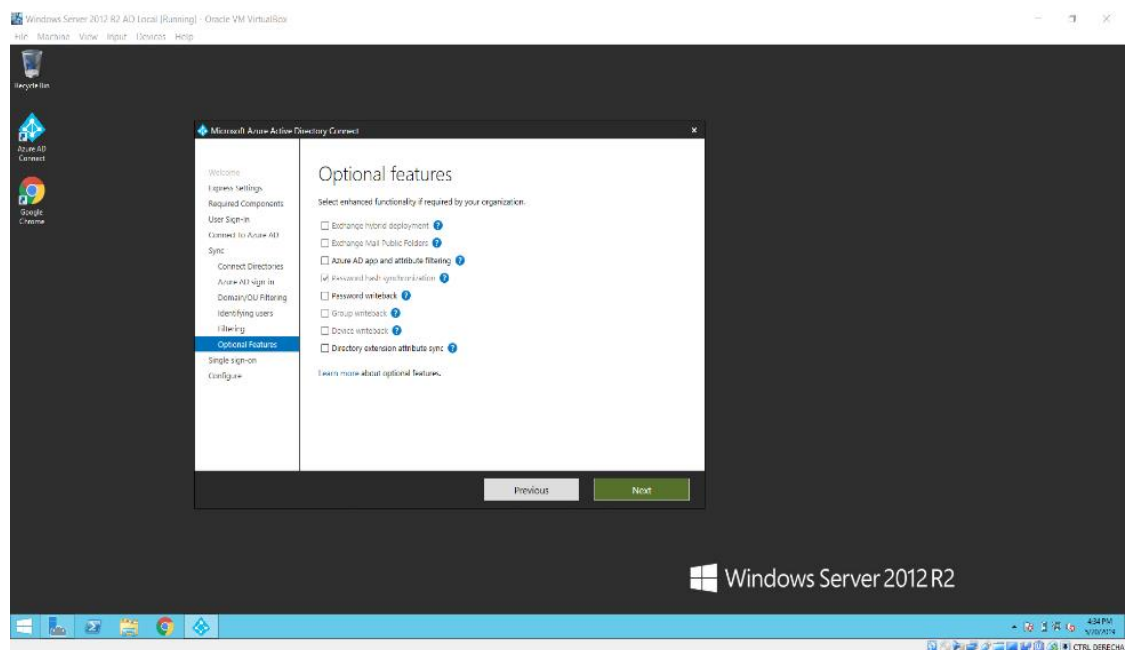 Windows Server 2012 R2 AD Local [Running] - Oracle VM VirtualBox
File Machine View Input Devices Help
Recycle Bin
Azure AD
Connect
Google
Chrome
Microsoft Azure Active Directory Connect
Welcome
Express Settings
Required Components
User Sign-In
Connect to Azure AD
Sync
Connect Directories
Azure AD sign-in
Domain/OU Filtering
Identifying users
Filtering
Optional Features
Single sign-on
Configure
Optional features
Select enhanced functionality if required by your organization.
Exchange hybrid deployment
Exchange Mail Public Folders
Azure AD app and attribute filtering
Password hash synchronization
Password writeback
Group writeback
Device writeback
Directory extension attribute sync
Learn more about optional features.
Previous
Next
Windows Server 2012 R2
4:34 PM
CTRL DERECHA